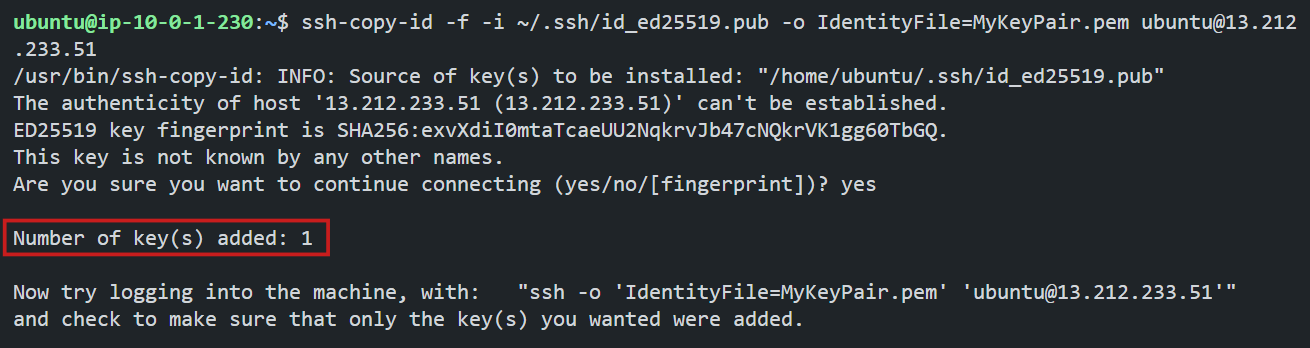 ubuntu@ip-10-0-1-230:~$ ssh-copy-id -f -i ~/.ssh/id_ed25519.pub -o IdentityFile=MyKeyPair.pem ubuntu@13.212
.233.51
/usr/bin/ssh-copy-id: INFO: Source of key(s) to be installed: "/home/ubuntu/.ssh/id_ed25519.pub"
The authenticity of host '13.212.233.51 (13.212.233.51)' can't be established.
ED25519 key fingerprint is SHA256:exvXdiI0mtaTcaeUU2NqkrvJb47cNQkrVK1gg60TbGQ.
This key is not known by any other names.
Are you sure you want to continue connecting (yes/no/[fingerprint])? yes
Number of key(s) added: 1
Now try logging into the machine, with:   "ssh -o 'IdentityFile=MyKeyPair.pem' 'ubuntu@13.212.233.51'"
and check to make sure that only the key(s) you wanted were added.